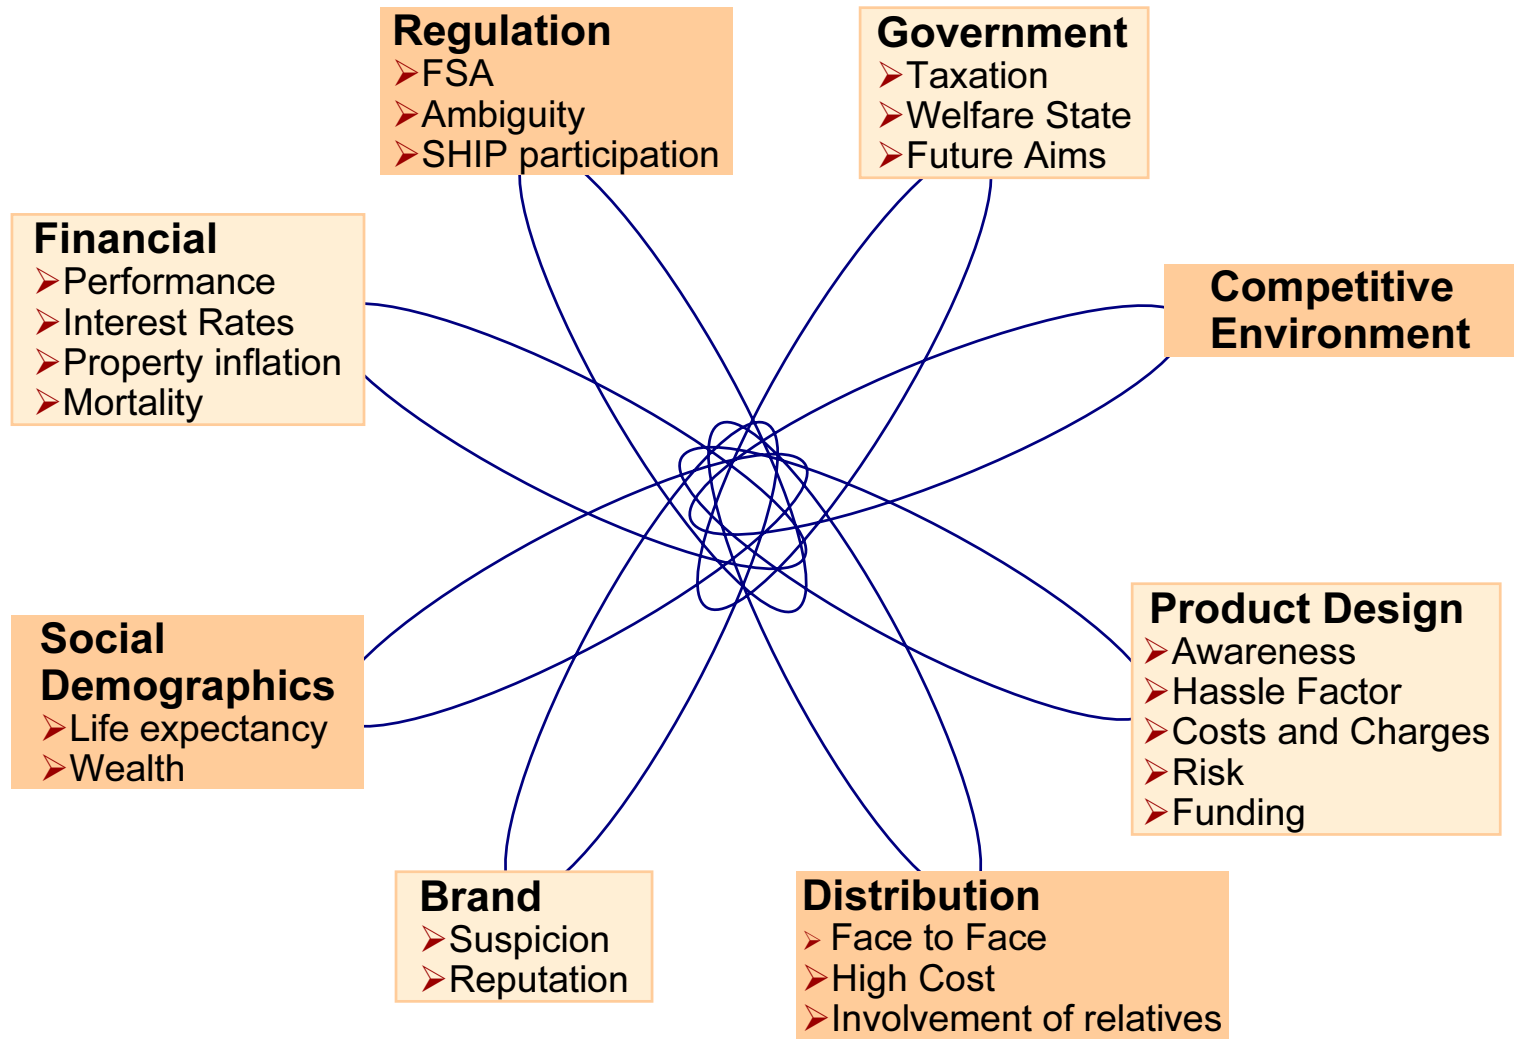 Regulation
➢FSA
➢Ambiguity
➢SHIP participation
Government
➢Taxation
➢Welfare State
➢Future Aims
Financial
➢Performance
➢Interest Rates
➢Property inflation
➢Mortality
Competitive
Environment
Social
Demographics
➢Life expectancy
➢Wealth
Product Design
➢Awareness
➢Hassle Factor
➢Costs and Charges
➢Risk
➢Funding
Brand
➢Suspicion
➢Reputation
Distribution
➢ Face to Face
➢High Cost
➢Involvement of relatives